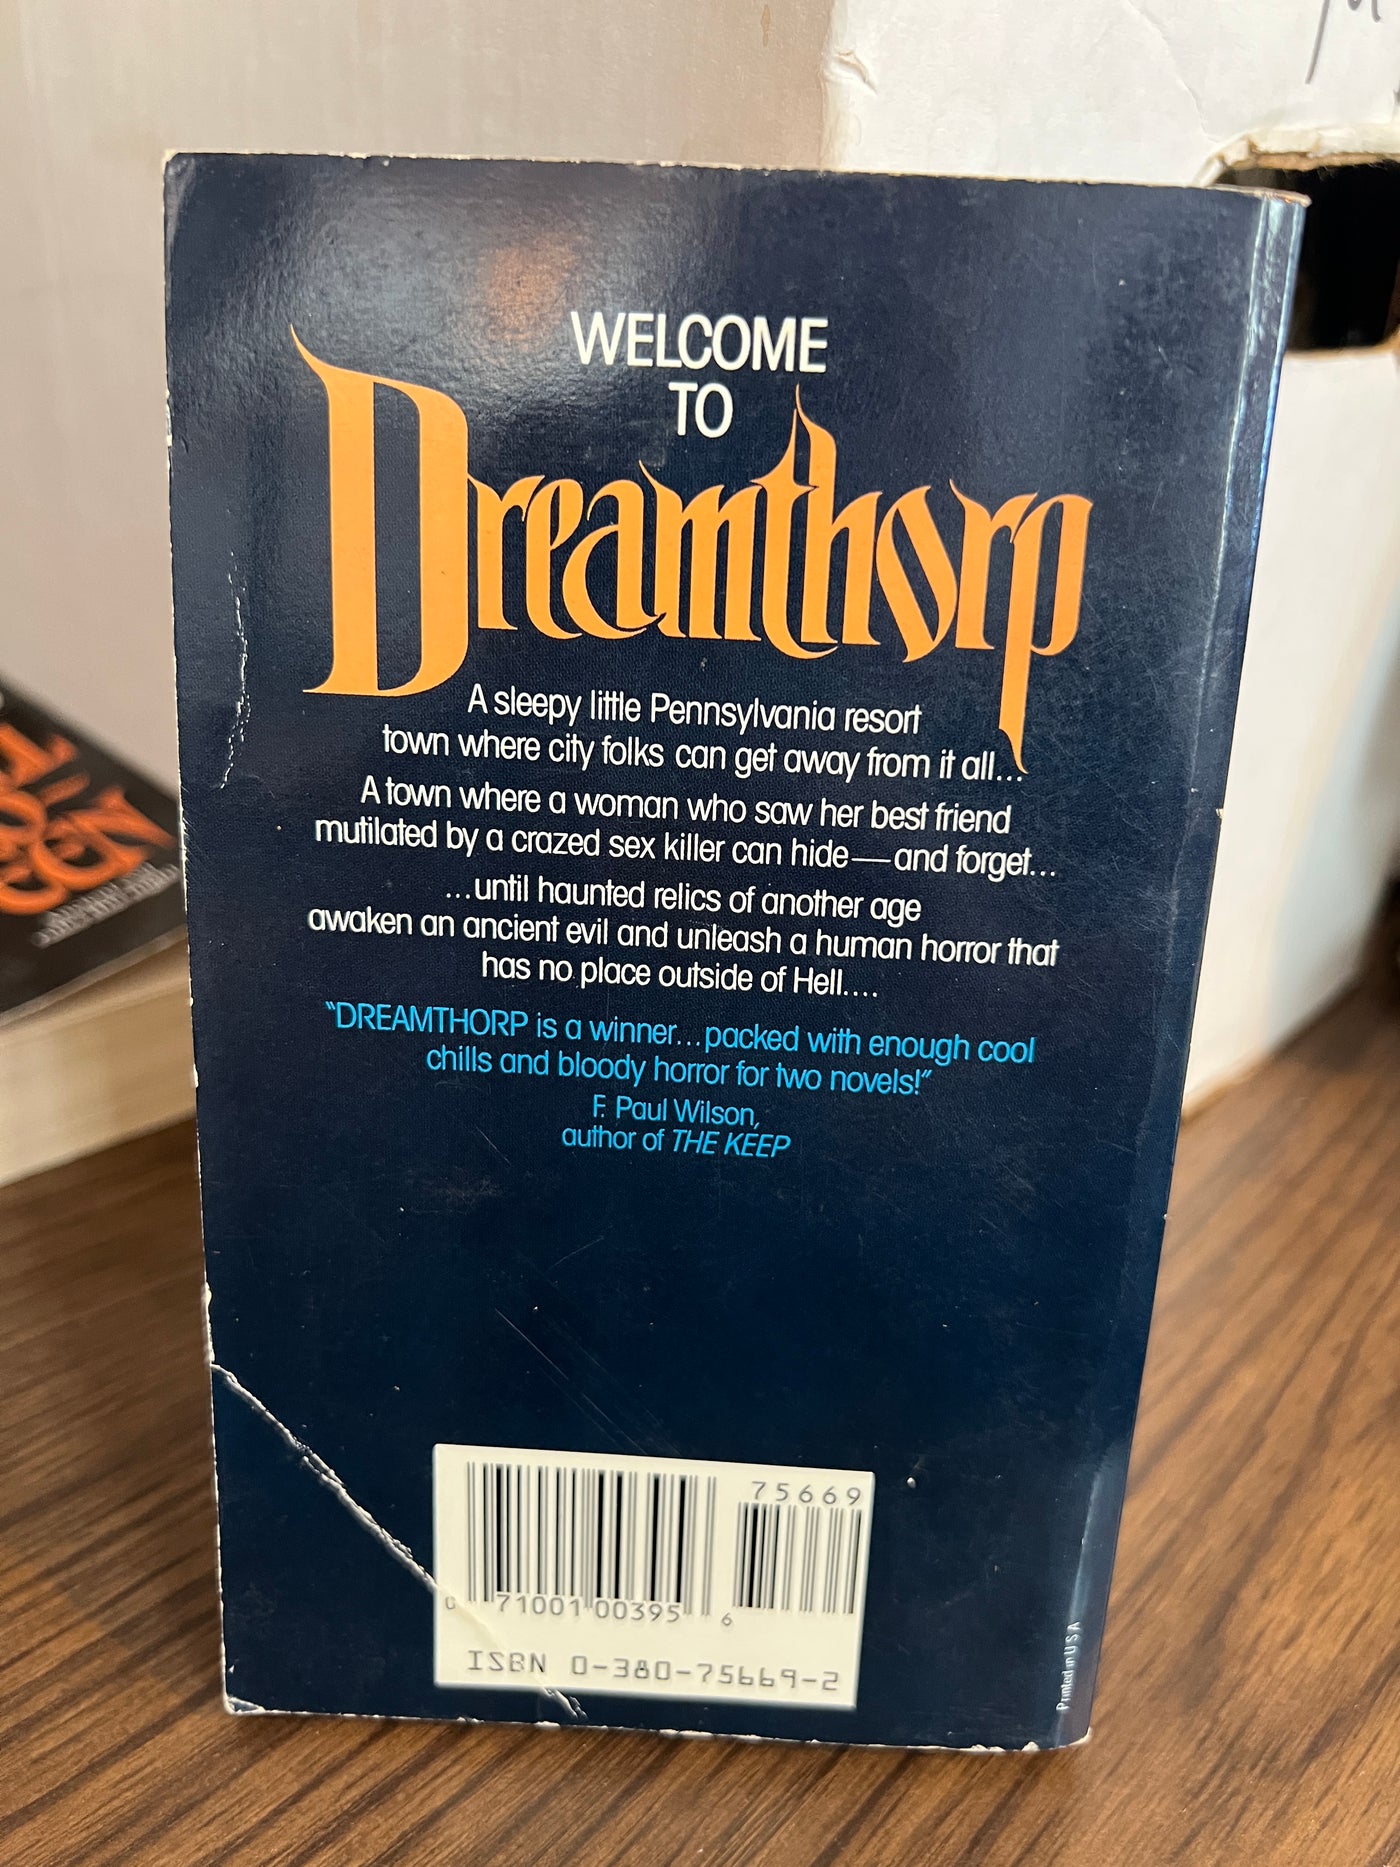 WELCOME
TO
Dreamthorp
A sleepy little Pennsylvania resort
town where city folks can get away from it all...
A town where a woman who saw her best friend
mutilated by a crazed sex killer can hide—and forget...
...until haunted relics of another age
awaken an ancient evil and unleash a human horror that
has no place outside of Hell....
"DREAMTHORP is a winner...packed with enough cool
chills and bloody horror for two novels!"
F. Paul Wilson,
author of THE KEEP
75669
0 71001 00395 6
ISBN 0-380-75669-2
Printed in U S A